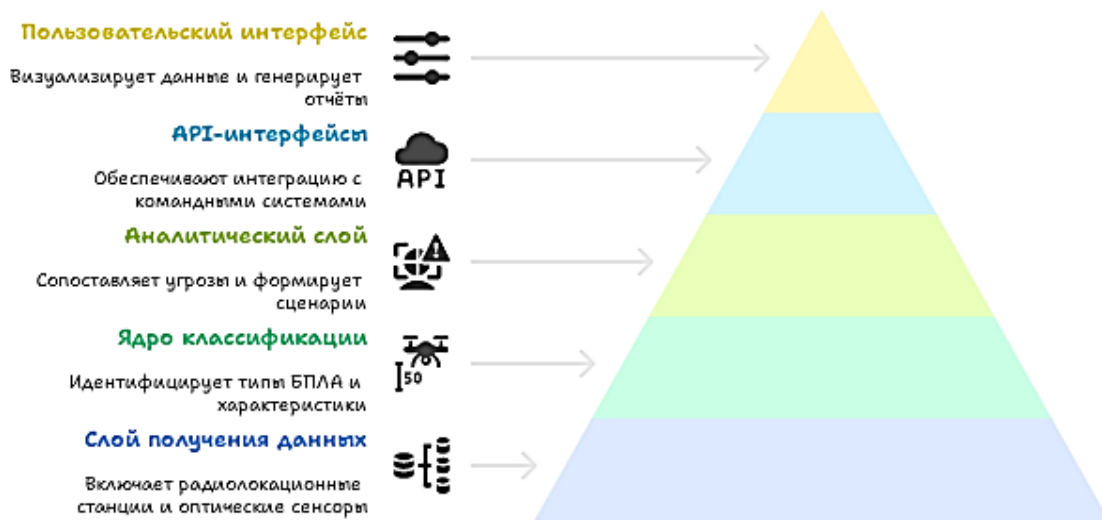 Пользовательский интерфейс
Визуализирует данные и генерирует
отчёты
API-интерфейсы
API
Обеспечивают интеграцию с
командными системами
Аналитический слой
Сопоставляет угрозы и формирует
сценарии
Ядро классификации
50
Идентифицирует типы БПЛА и
характеристики
Слой получения данных
Включает радиолокационные
станции и оптические сенсоры